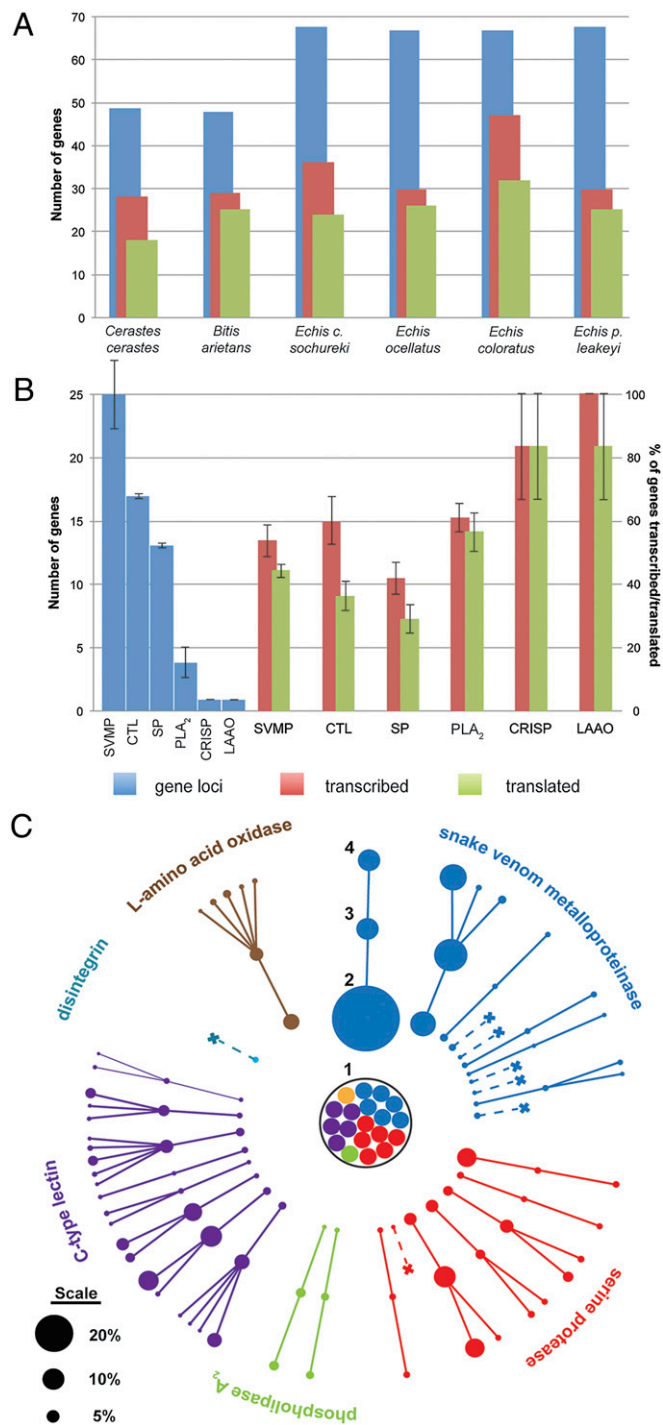 A
Number of genes
70
60
50
40
30
20
10
0
Cerastes cerastes
Bitis arietans
Echis c. sochureki
Echis ocellatus
Echis coloratus
Echis p. leakeyi
B
Number of genes
25
20
15
10
5
0
% of genes transcribed/translated
100
80
60
40
20
0
SVMP
CTL
SP
PLA2
CRISP
LAAO
SVMP
CTL
SP
PLA2
CRISP
LAAO
gene loci
transcribed
translated
C
L-amino acid oxidase
4
3
2
1
snake venom metalloproteinase
disintegrin
C-type lectin
serine protease
phospholipase A2
Scale
20%
10%
5%